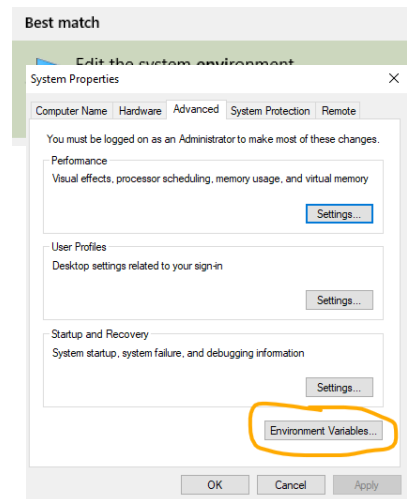 Best match
Edit the system environment
System Properties
Computer Name Hardware Advanced System Protection Remote
You must be logged on as an Administrator to make most of these changes.
Performance
Visual effects, processor scheduling, memory usage, and virtual memory
Settings...
User Profiles
Desktop settings related to your sign-in
Settings...
Startup and Recovery
System startup, system failure, and debugging information
Settings...
Environment Variables...
OK Cancel Apply